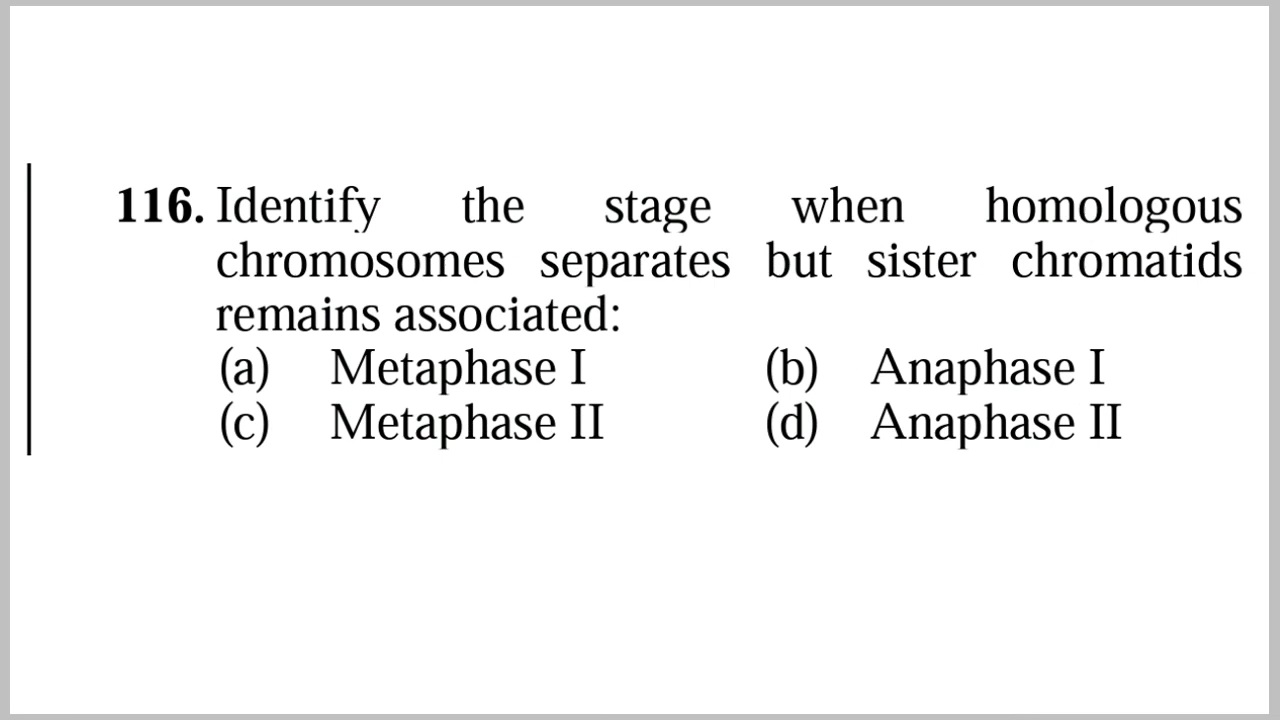 116. Identify the stage when homologous
chromosomes separates but sister chromatids
remains associated:
(a) Metaphase I (b) Anaphase I
(c) Metaphase II (d) Anaphase II